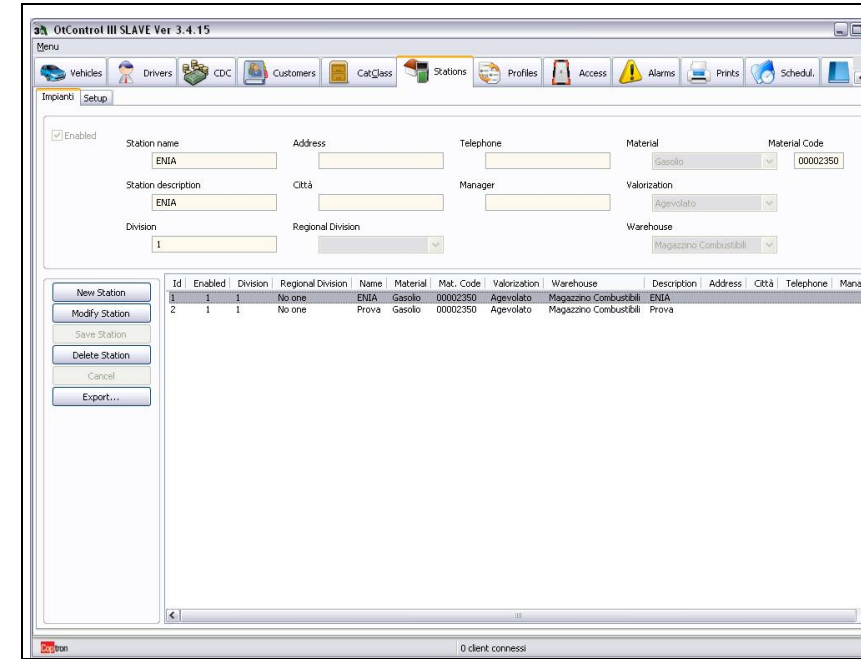 OtControl III SLAVE Ver 3.4.15
Menu
Vehicles Drivers CDC Customers CatClass Stations Profiles Access Alarms Prints Schedul.
Impianti Setup
Enabled
Station name Address Telephone Material Material Code
ENIA Gasolio 00002350
Station description Città Manager Valorization
ENIA Agevolato
Division Regional Division Warehouse
1 Magazzino Combustibili
New Station
Modify Station
Save Station
Delete Station
Cancel
Export...
Id Enabled Division Regional Division Name Material Mat. Code Valorization Warehouse Description Address Città Telephone Mana
1 1 1 No one ENIA Gasolio 00002350 Agevolato Magazzino Combustibili ENIA
2 1 1 No one Prova Gasolio 00002350 Agevolato Magazzino Combustibili Prova
0 client connessi